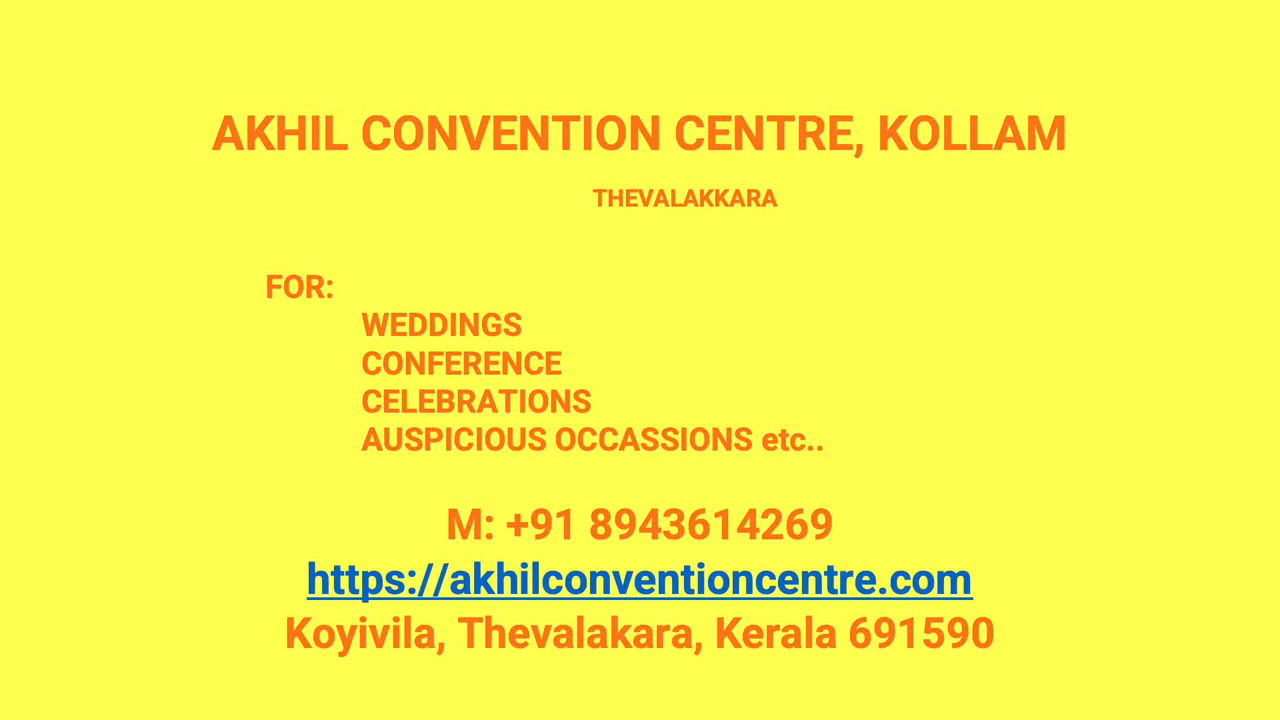 AKHIL CONVENTION CENTRE, KOLLAM
THEVALAKKARA
FOR:
WEDDINGS
CONFERENCE
CELEBRATIONS
AUSPICIOUS OCCASSIONS etc..
M: +91 8943614269
https://akhilconventioncentre.com
Koyivila, Thevalakara, Kerala 691590